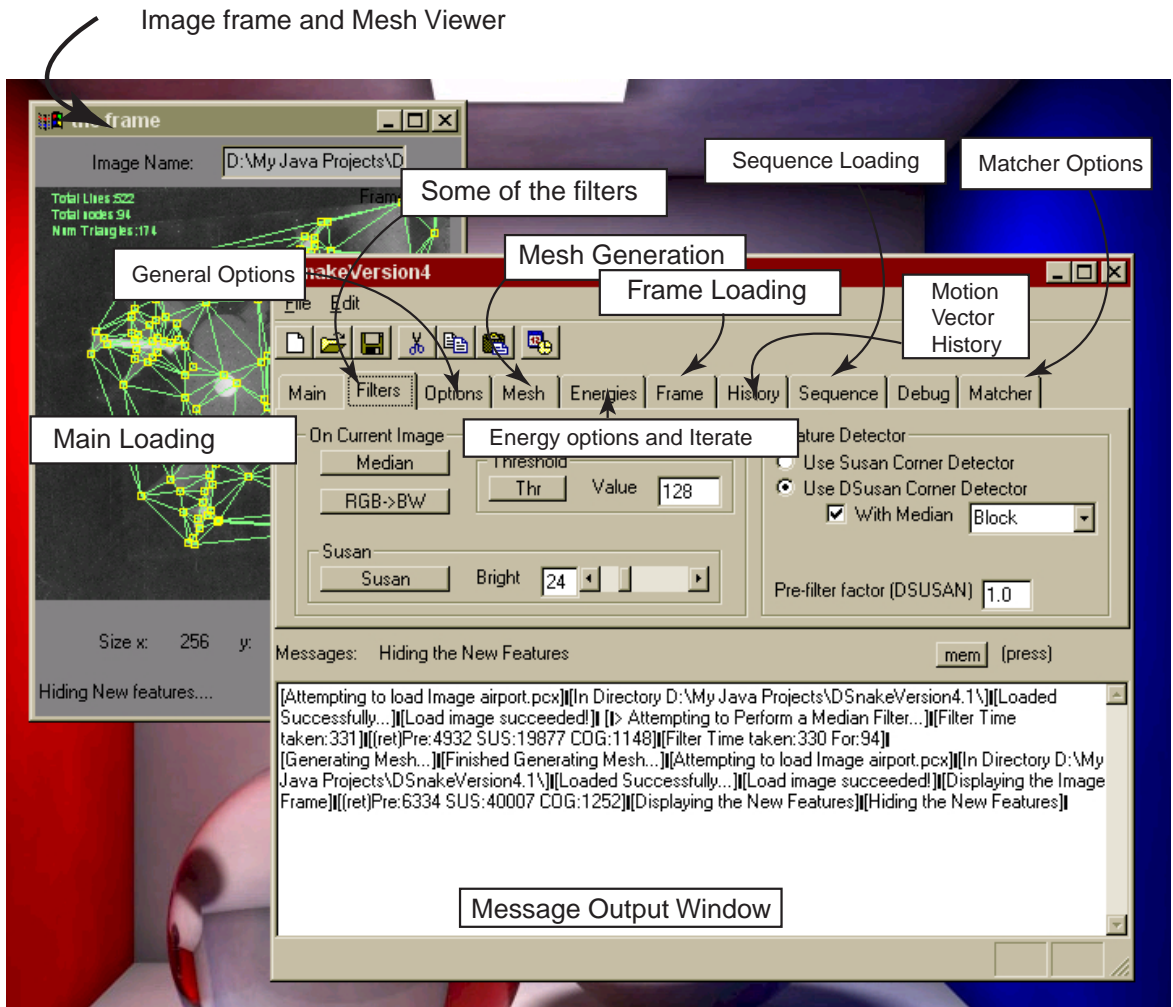 Image frame and Mesh Viewer
the frame
Image Name: D:\My Java Projects\D
Sequence Loading
Matcher Options
Some of the filters
Total Lines:522
Total nodes:94
Num Triangles:174
Fram
Mesh Generation
General Options
SnakeVersion4
Frame Loading
Motion
Vector
History
File Edit
Main Filters Options Mesh Energies Frame History Sequence Debug Matcher
Main Loading
On Current Image
Energy options and Iterate
ature Detector
Median
Threshold
Use Susan Corner Detector
RGB->BW
Thr Value 128
Use DSusan Corner Detector
With Median Block
Susan
Susan Bright 24
Pre-filter factor (DSUSAN) 1.0
Size x: 256 y:
Messages: Hiding the New Features mem (press)
Hiding New features....
[Attempting to load Image airport.pcx]|[In Directory D:\My Java Projects\DSnakeVersion4.1\]|[Loaded
Successfully...]|[Load image succeeded!]| [|> Attempting to Perform a Median Filter...]|[Filter Time
taken:331]|[(ret)Pre:4932 SUS:19877 COG:1148]|[Filter Time taken:330 For:94]|
[Generating Mesh...]|[Finished Generating Mesh...]|[Attempting to load Image airport.pcx]|[In Directory D:\My
Java Projects\DSnakeVersion4.1\]|[Loaded Successfully...]|[Load image succeeded!]|[Displaying the Image
Frame]|[(ret)Pre:6334 SUS:40007 COG:1252]|[Displaying the New Features]|[Hiding the New Features]|
Message Output Window